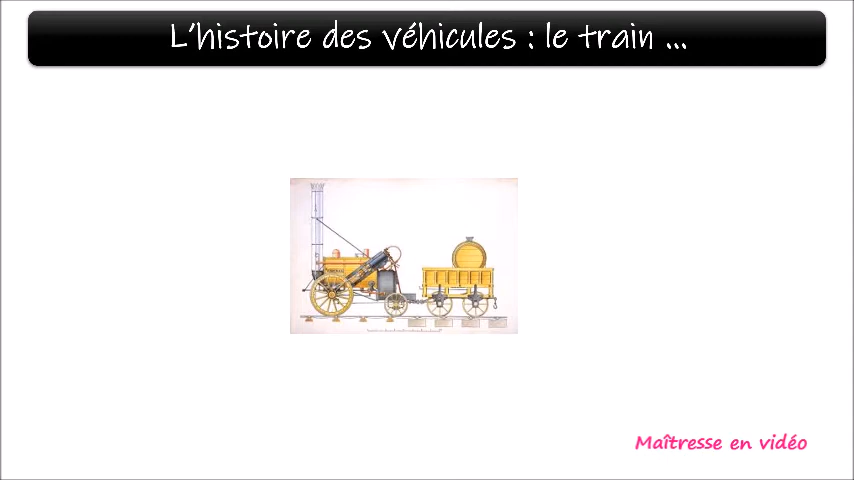 L'histoire des véhicules : le train ...
Maîtresse en vidéo